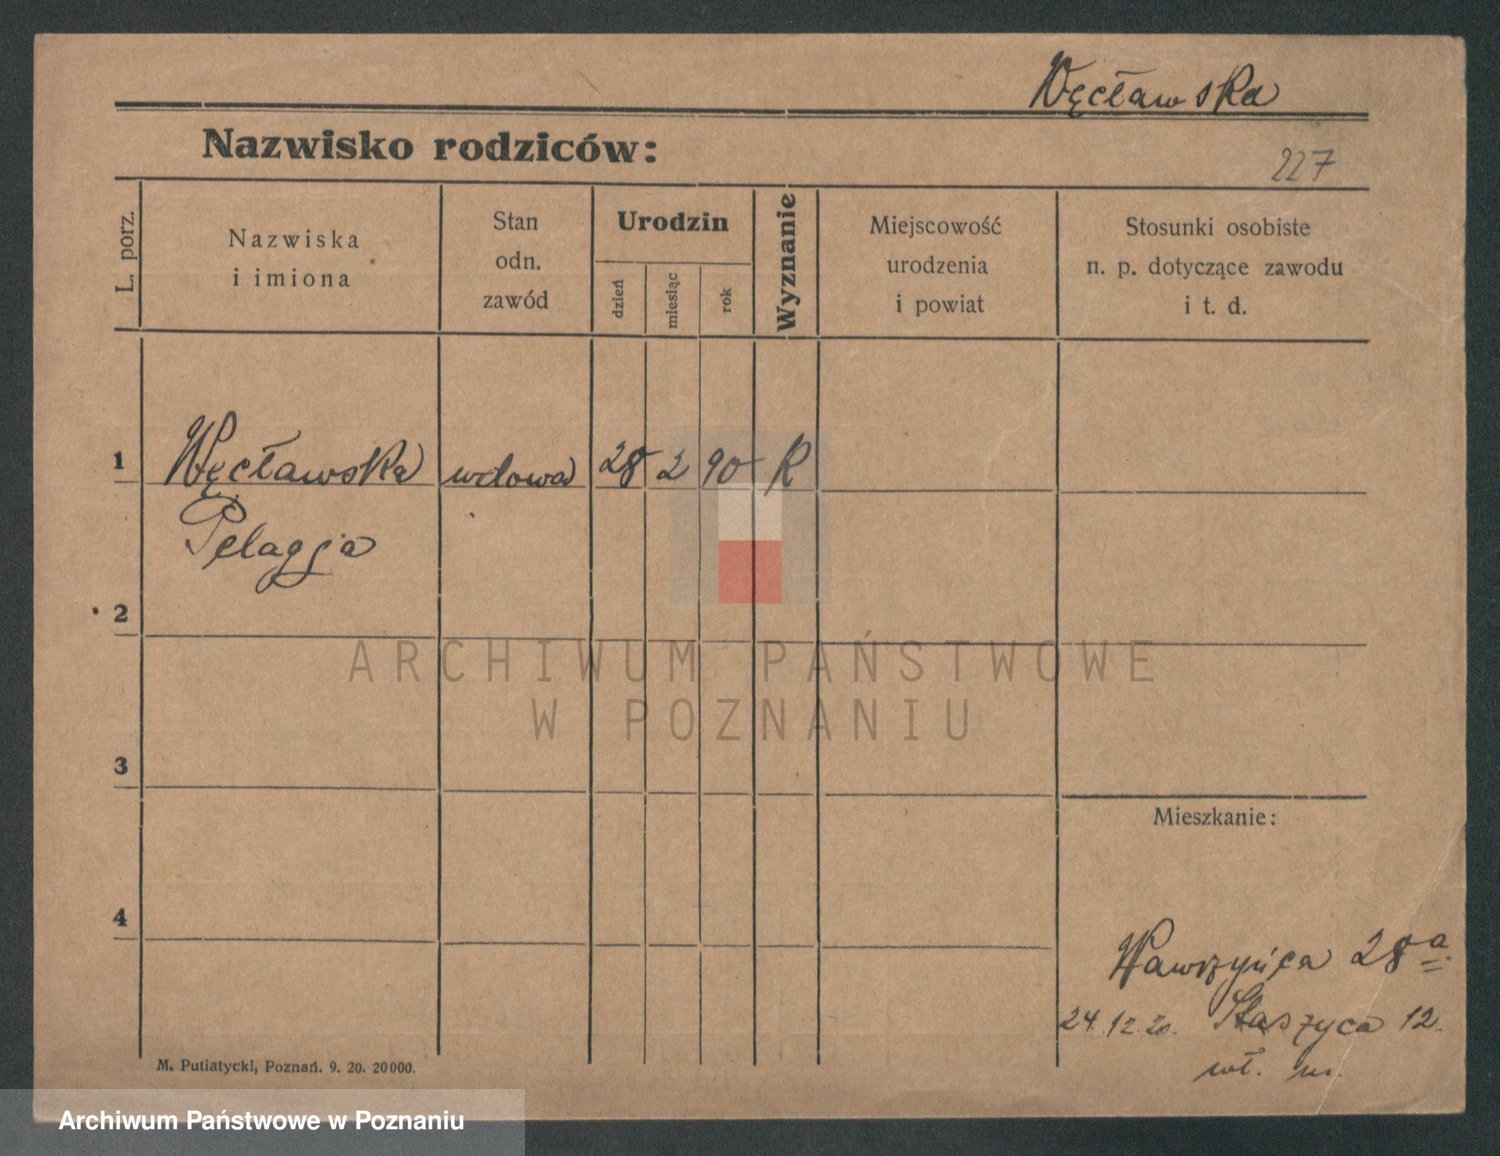 Węcławska
Nazwisko rodziców:
227
L. porz.
Nazwiska
i imiona
Stan
odn.
zawód
Urodzin
dzień
miesiąc
rok
Wyznanie
Miejscowość
urodzenia
i powiat
Stosunki osobiste
n. p. dotyczące zawodu
i t. d.
1 Węcławska wdowa 28 2 90 R
Pelagja
2
ARCHIWUM PAŃSTWOWE
W POZNANIU
3
Mieszkanie:
4
Wawrzyńca 28a
24.12.20. Staszyca 12.
wł. m.
M. Putiatycki, Poznań. 9. 20. 20000.
Archiwum Państwowe w Poznaniu